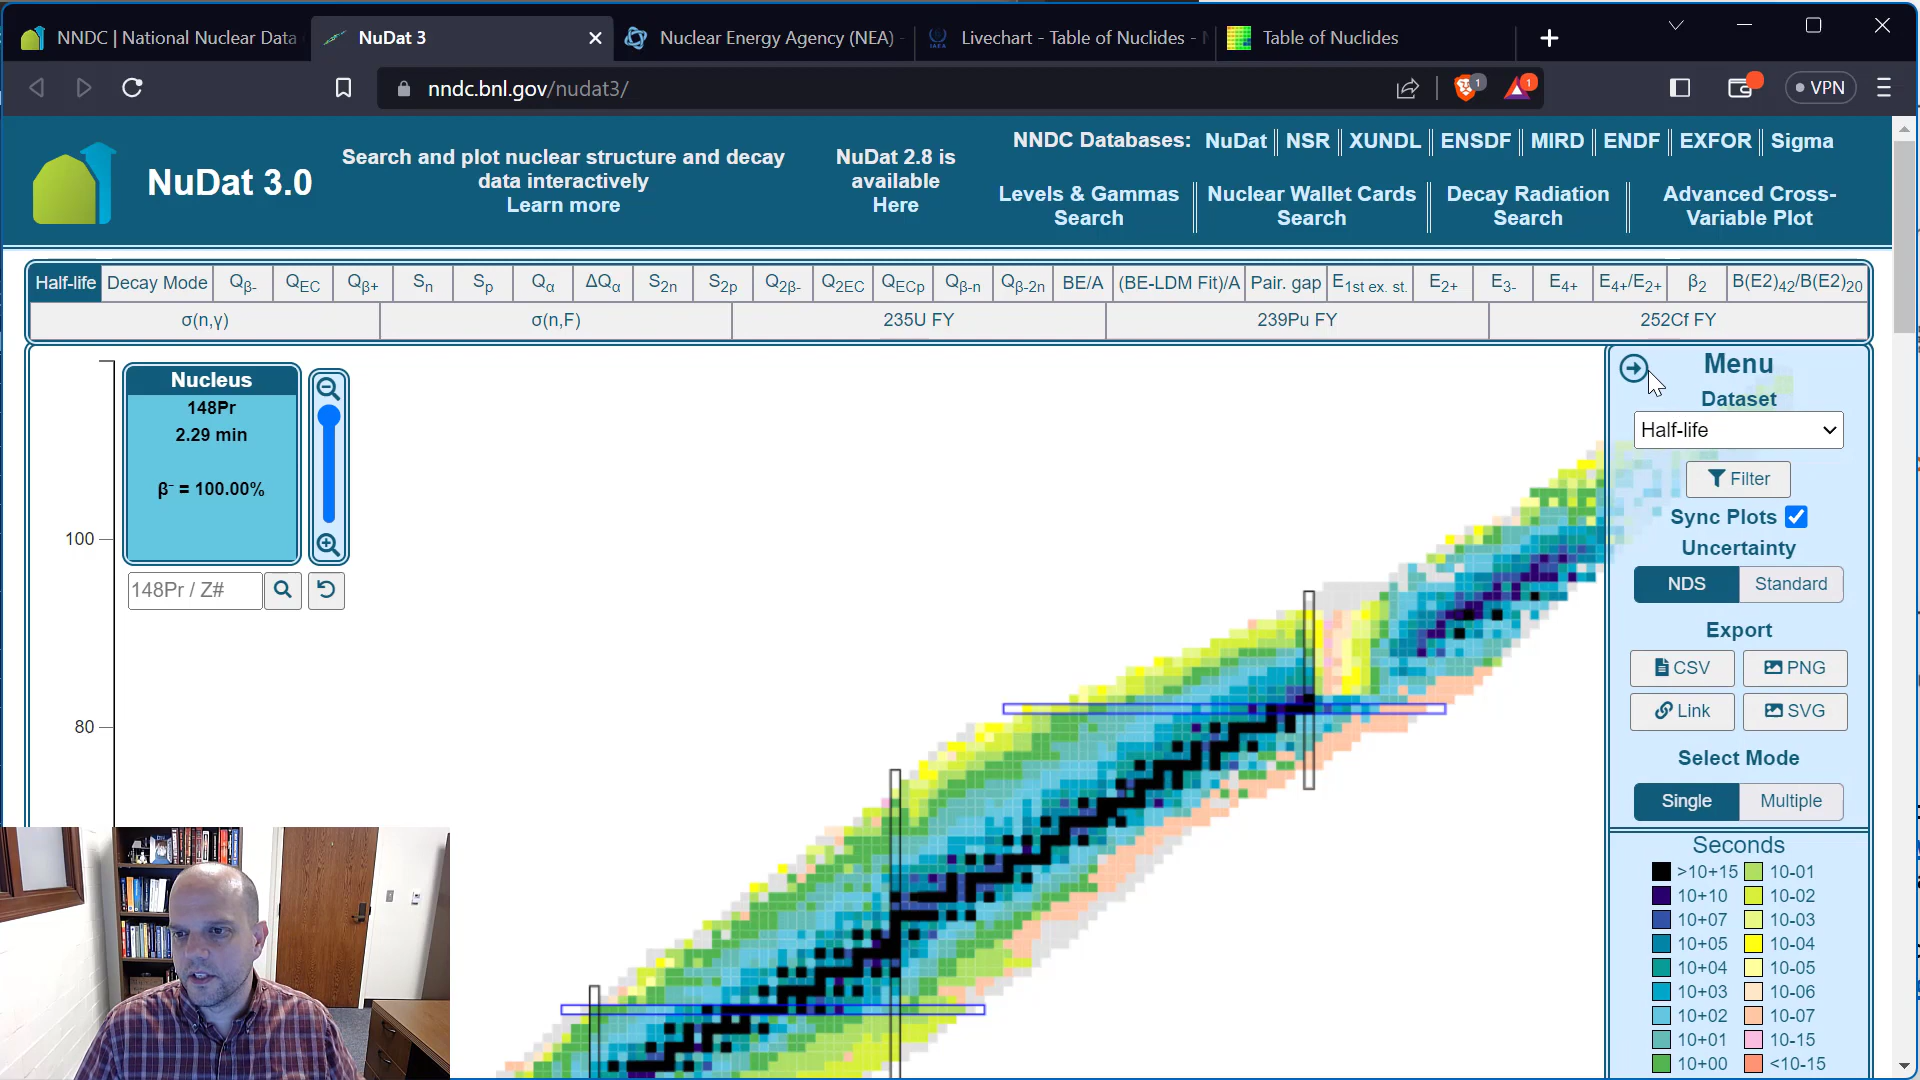 NNDC | National Nuclear Data
NuDat 3
Nuclear Energy Agency (NEA) -
Livechart - Table of Nuclides -
Table of Nuclides
nndc.bnl.gov/nudat3/
1
1
VPN
NuDat 3.0
Search and plot nuclear structure and decay
data interactively
Learn more
NuDat 2.8 is
available
Here
NNDC Databases: NuDat NSR XUNDL ENSDF MIRD ENDF EXFOR Sigma
Levels & Gammas
Search
Nuclear Wallet Cards
Search
Decay Radiation
Search
Advanced Cross-
Variable Plot
Half-life Decay Mode Qβ- QEC Qβ+ Sn Sp Qα ΔQα S2n S2p Q2β- Q2EC QECp Qβ-n Qβ-2n BE/A (BE-LDM Fit)/A Pair. gap E1st ex. st. E2+ E3- E4+ E4+/E2+ β2 B(E2)42/B(E2)20
σ(n,γ) σ(n,F) 235U FY 239Pu FY 252Cf FY
Nucleus
148Pr
2.29 min
β- = 100.00%
148Pr / Z#
100
80
Menu
Dataset
Half-life
Filter
Sync Plots
Uncertainty
NDS Standard
Export
CSV PNG
Link SVG
Select Mode
Single Multiple
Seconds
>10+15 10-01
10+10 10-02
10+07 10-03
10+05 10-04
10+04 10-05
10+03 10-06
10+02 10-07
10+01 10-15
10+00 <10-15